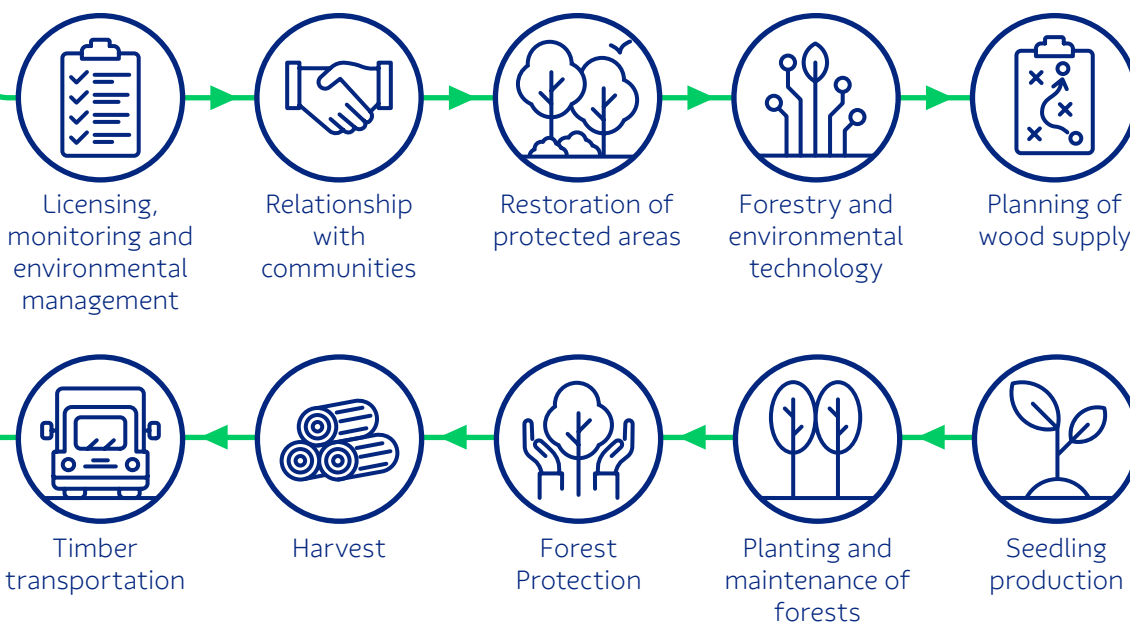 Licensing,
monitoring and
environmental
management
Relationship
with
communities
Restoration of
protected areas
Forestry and
environmental
technology
Planning of
wood supply
Timber
transportation
Harvest
Forest
Protection
Planting and
maintenance of
forests
Seedling
production